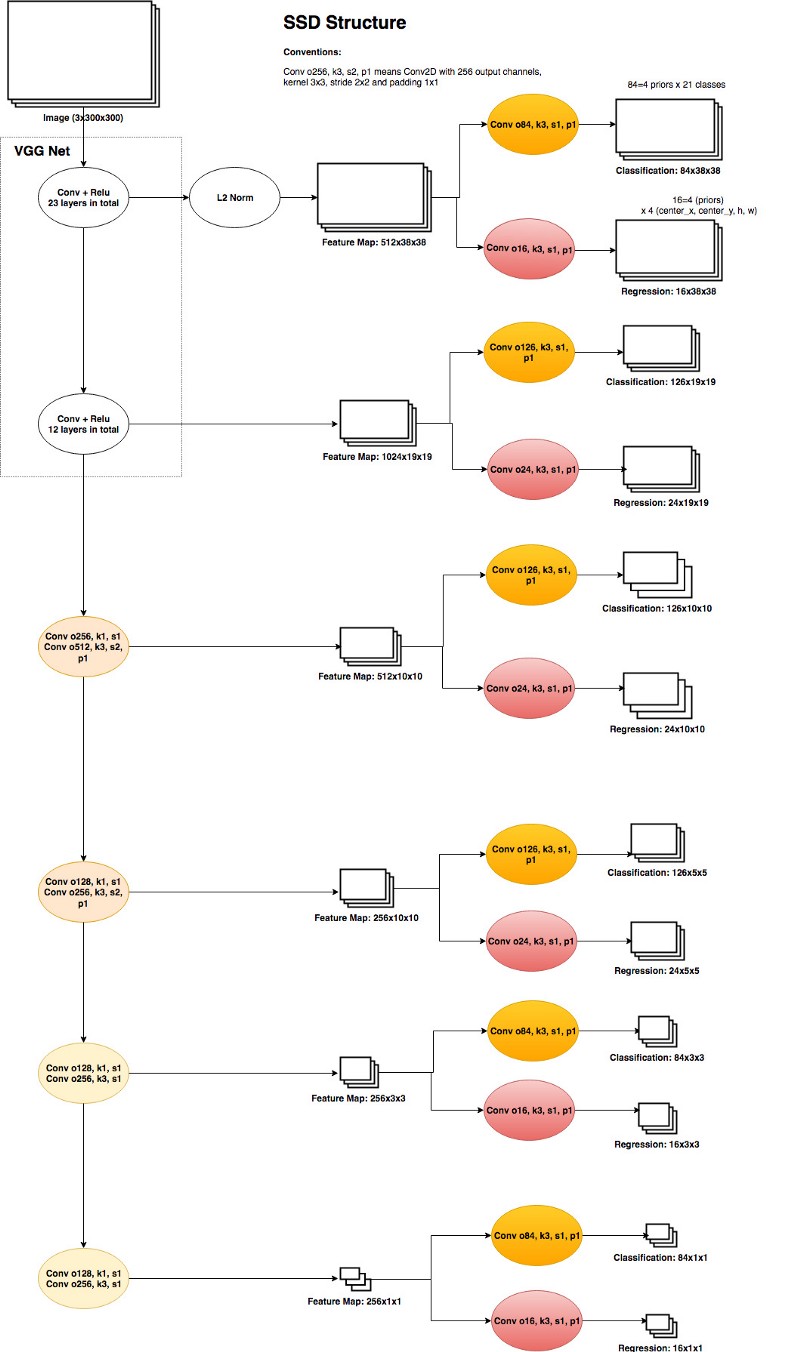 SSD Structure
Conventions:
Conv o256, k3, s2, p1 means Conv2D with 256 output channels,
kernel 3x3, stride 2x2 and padding 1x1
Image (3x300x300)
VGG Net
Conv + Relu
23 layers in total
L2 Norm
Feature Map: 512x38x38
Conv o84, k3, s1, p1
84=4 priors x 21 classes
Classification: 84x38x38
Conv o16, k3, s1, p1
16=4 (priors)
x 4 (center_x, center_y, h, w)
Regression: 16x38x38
Conv + Relu
12 layers in total
Feature Map: 1024x19x19
Conv o126, k3, s1,
p1
Classification: 126x19x19
Conv o24, k3, s1, p1
Regression: 24x19x19
Conv o256, k1, s1
Conv o512, k3, s2,
p1
Feature Map: 512x10x10
Conv o126, k3, s1,
p1
Classification: 126x10x10
Conv o24, k3, s1, p1
Regression: 24x10x10
Conv o128, k1, s1
Conv o256, k3, s2,
p1
Feature Map: 256x10x10
Conv o126, k3, s1,
p1
Classification: 126x5x5
Conv o24, k3, s1, p1
Regression: 24x5x5
Conv o128, k1, s1
Conv o256, k3, s1
Feature Map: 256x3x3
Conv o84, k3, s1, p1
Classification: 84x3x3
Conv o16, k3, s1, p1
Regression: 16x3x3
Conv o128, k1, s1
Conv o256, k3, s1
Feature Map: 256x1x1
Conv o84, k3, s1, p1
Classification: 84x1x1
Conv o16, k3, s1, p1
Regression: 16x1x1